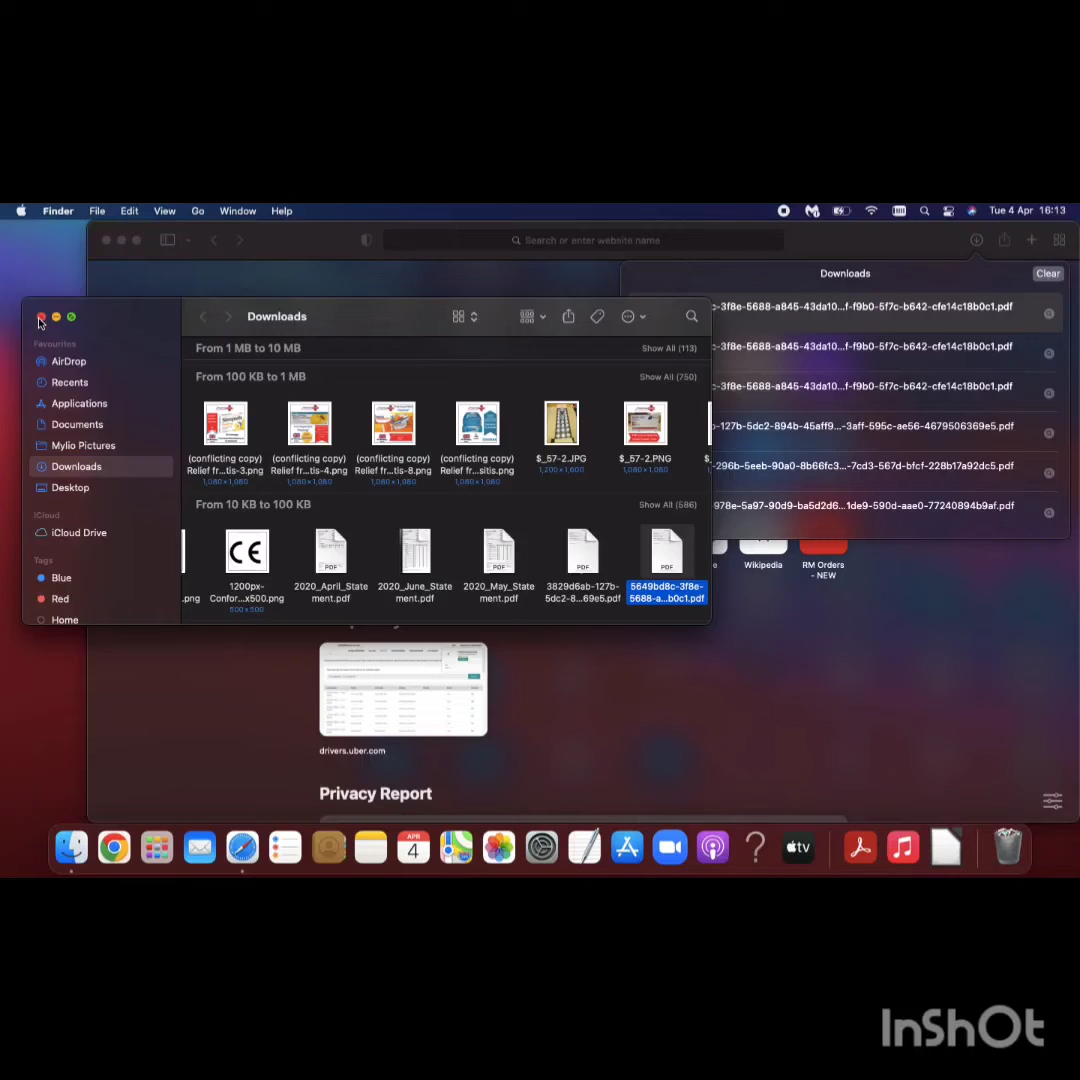 Finder File Edit View Go Window Help Tue 4 Apr 16:13
Search or enter website name
Downloads Clear
-3f8e-5688-a845-43da10...f-f9b0-5f7c-b642-cfe14c18b0c1.pdf
-3f8e-5688-a845-43da10...f-f9b0-5f7c-b642-cfe14c18b0c1.pdf
-3f8e-5688-a845-43da10...f-f9b0-5f7c-b642-cfe14c18b0c1.pdf
-127b-5dc2-894b-45aff9...3aff-595c-ae56-4679506369e5.pdf
-296b-5eeb-90a0-8b66fc3...-7cd3-567d-bfcf-228b17a92dc5.pdf
978e-5a97-90d9-ba5d2d6...1de9-590d-aae0-77240894b9af.pdf
Wikipedia
RM Orders
- NEW
Downloads
Favourites
AirDrop
Recents
Applications
Documents
Mylio Pictures
Downloads
Desktop
iCloud
iCloud Drive
Tags
Blue
Red
Home
From 1 MB to 10 MB Show All (113)
From 100 KB to 1 MB Show All (750)
(conflicting copy)
Relief fr...tis-3.png
1,080×1,080
(conflicting copy)
Relief fr...tis-4.png
1,080×1,080
(conflicting copy)
Relief fr...tis-8.png
1,080×1,080
(conflicting copy)
Relief fr...sitis.png
1,080×1,080
$_57-2.JPG
1,200×1,600
$_57-2.PNG
1,080×1,080
From 10 KB to 100 KB Show All (586)
.png
1200px-
Confor...x500.png
500×500
PDF
2020_April_State
ment.pdf
2020_June_State
ment.pdf
PDF
2020_May_State
ment.pdf
PDF
3829d6ab-127b-
5dc2-8...69e5.pdf
PDF
5649bd8c-3f8e-
5688-a...b0c1.pdf
drivers.uber.com
Privacy Report
APR
4
tv
InShOt